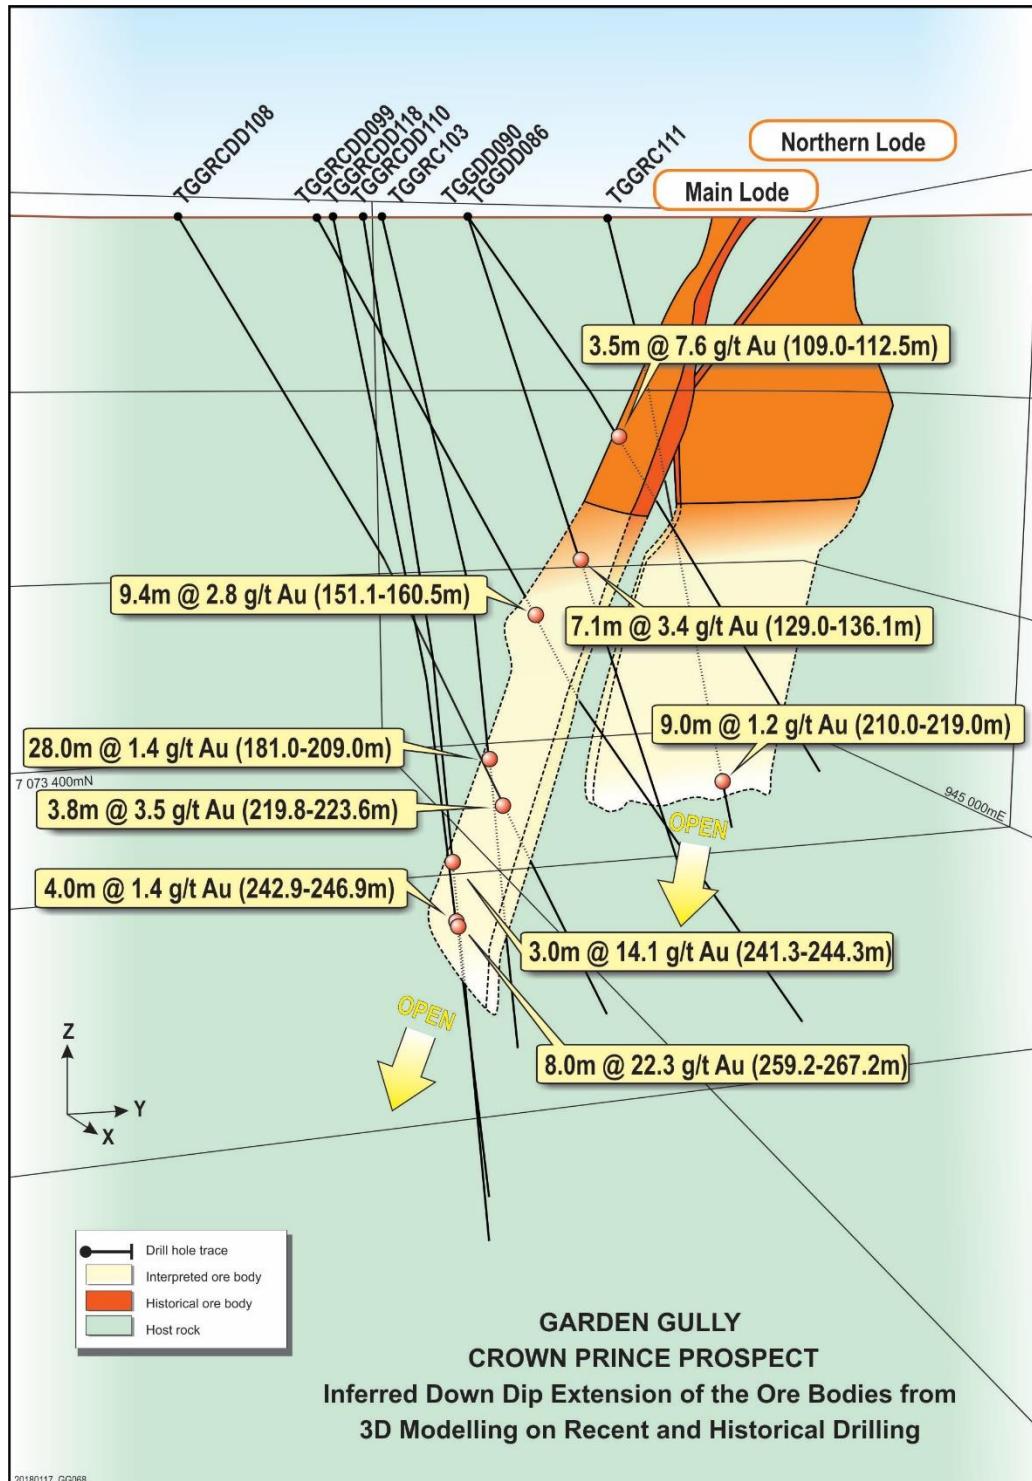 TGGRCDD108
TGGRCDD099
TGGRCDD118
TGGRCDD110
TGGRC103
TGGDD090
TGGDD086
TGGRC111
Northern Lode
Main Lode
3.5m @ 7.6 g/t Au (109.0-112.5m)
9.4m @ 2.8 g/t Au (151.1-160.5m)
7.1m @ 3.4 g/t Au (129.0-136.1m)
28.0m @ 1.4 g/t Au (181.0-209.0m)
9.0m @ 1.2 g/t Au (210.0-219.0m)
7 073 400mN
945 000mE
3.8m @ 3.5 g/t Au (219.8-223.6m)
OPEN
4.0m @ 1.4 g/t Au (242.9-246.9m)
3.0m @ 14.1 g/t Au (241.3-244.3m)
OPEN
8.0m @ 22.3 g/t Au (259.2-267.2m)
Z
Y
X
Drill hole trace
Interpreted ore body
Historical ore body
Host rock
GARDEN GULLY
CROWN PRINCE PROSPECT
Inferred Down Dip Extension of the Ore Bodies from
3D Modelling on Recent and Historical Drilling
20180117_GG068